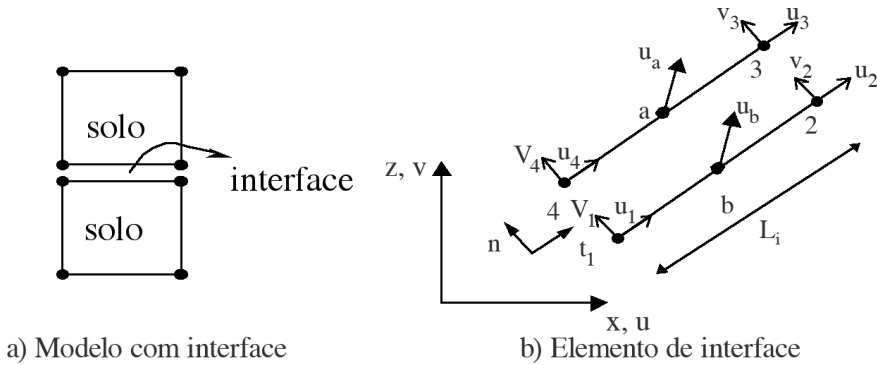 solo
interface
solo
a) Modelo com interface
v3
u3
ua
3
v2
u2
a
ub
2
V4
u4
z, v
4
V1
u1
b
n
t1
Li
x, u
b) Elemento de interface